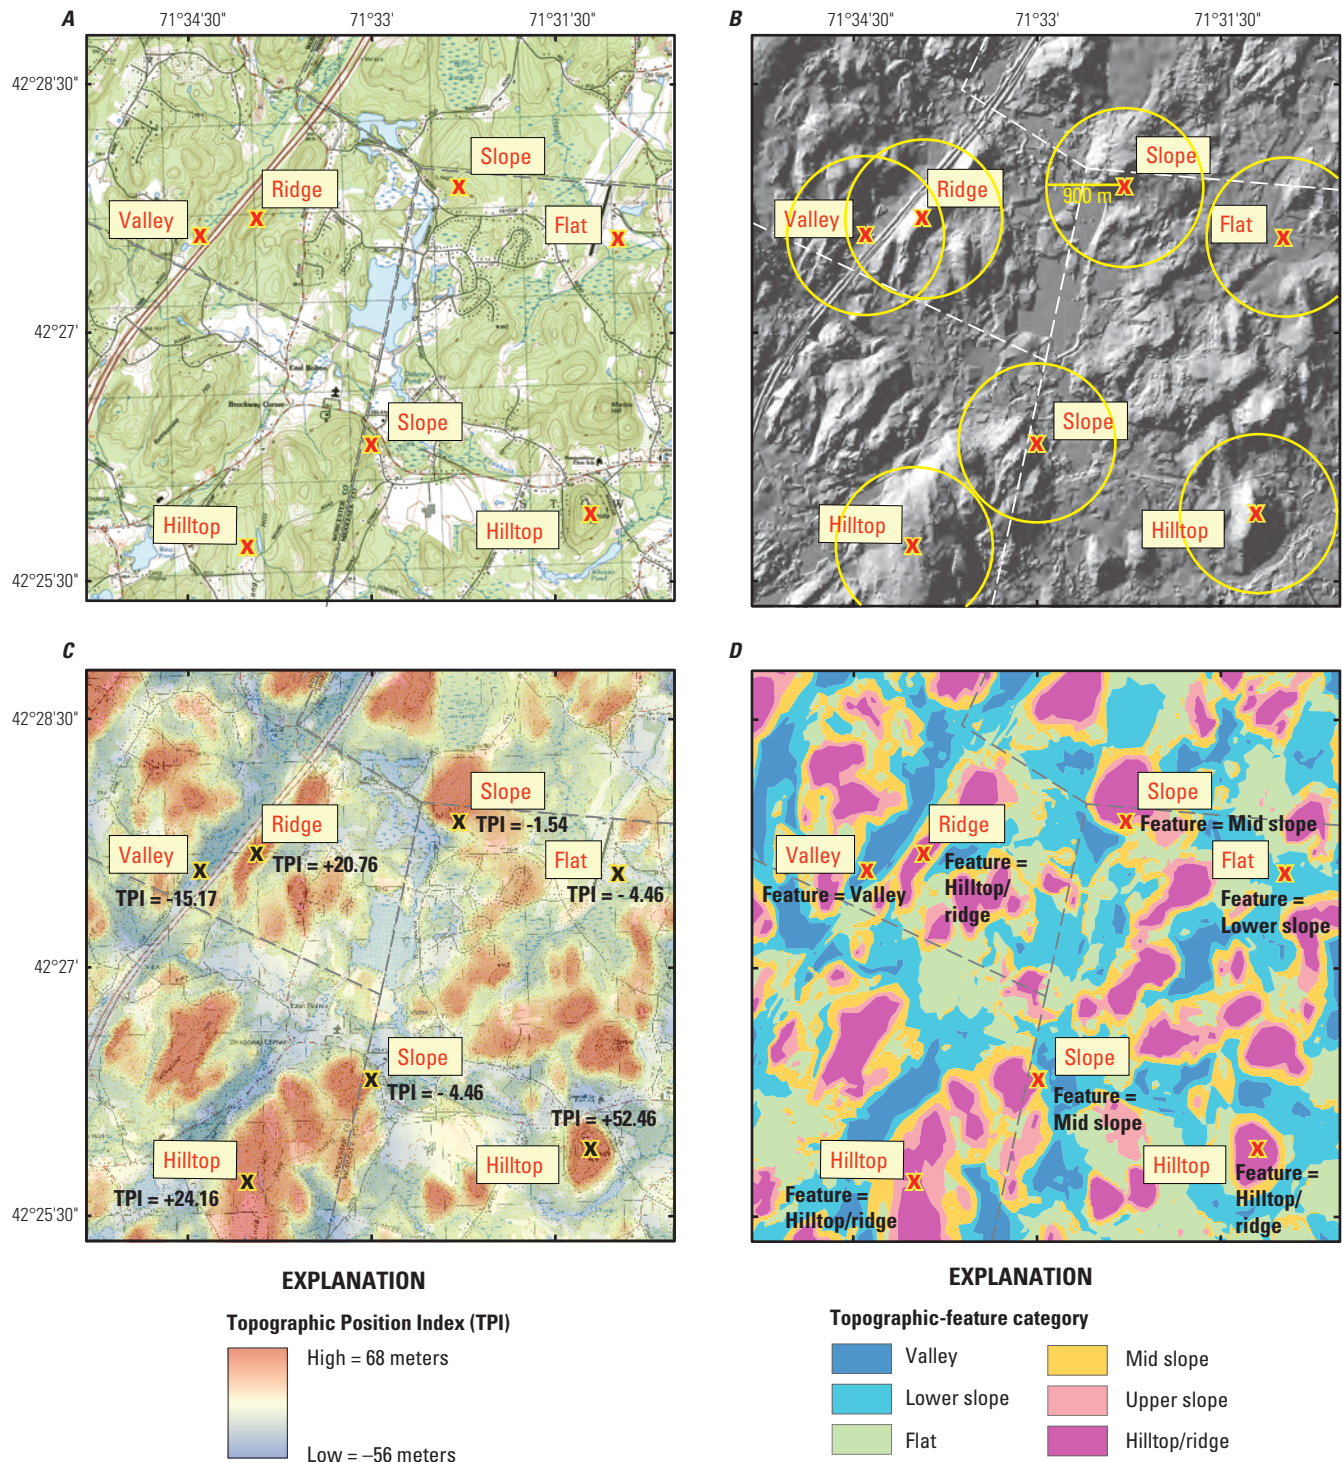 A
71°34'30"
71°33'
71°31'30"
42°28'30"
42°27'
42°25'30"
Slope
Ridge
Valley
Flat
Slope
Hilltop
Hilltop
East Bolton
Brockway Corner
B
71°34'30"
71°33'
71°31'30"
Slope
900 m
Ridge
Valley
Flat
Slope
Hilltop
Hilltop
C
42°28'30"
42°27'
42°25'30"
Slope
TPI = -1.54
Ridge
TPI = +20.76
Valley
TPI = -15.17
Flat
TPI = - 4.46
Slope
TPI = - 4.46
TPI = +52.46
Hilltop
Hilltop
TPI = +24.16
D
Slope
Feature = Mid slope
Ridge
Feature =
Hilltop/
ridge
Valley
Feature = Valley
Flat
Feature =
Lower slope
Slope
Feature =
Mid slope
Hilltop
Feature =
Hilltop/ridge
Hilltop
Feature =
Hilltop/
ridge
EXPLANATION
Topographic Position Index (TPI)
High = 68 meters
Low = –56 meters
EXPLANATION
Topographic-feature category
Valley
Lower slope
Flat
Mid slope
Upper slope
Hilltop/ridge